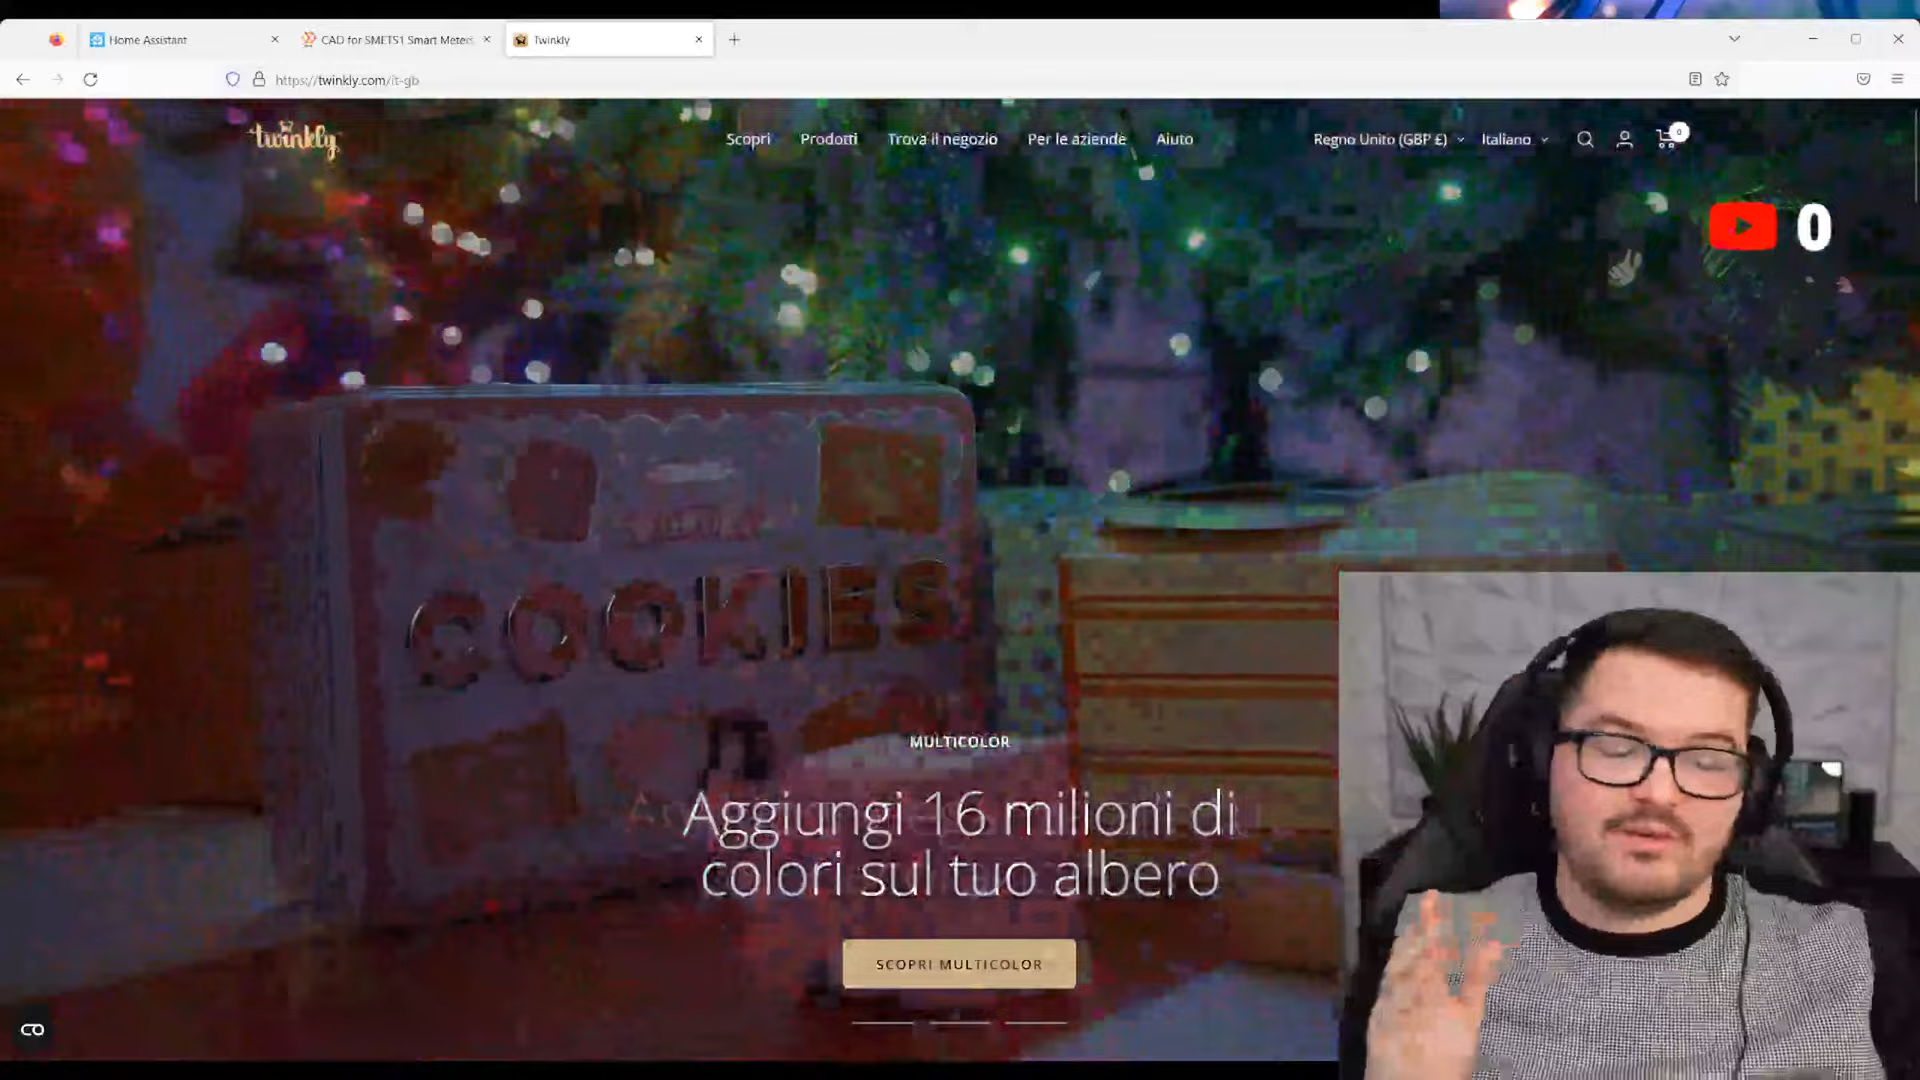 Home Assistant
CAD for SMETS1 Smart Meters
Twinkly
https://twinkly.com/it-gb
twinkly
Scopri
Prodotti
Trova il negozio
Per le aziende
Aiuto
Regno Unito (GBP £)
Italiano
0
0
COOKIES
MULTICOLOR
Aggiungi 16 milioni di
colori sul tuo albero
SCOPRI MULTICOLOR